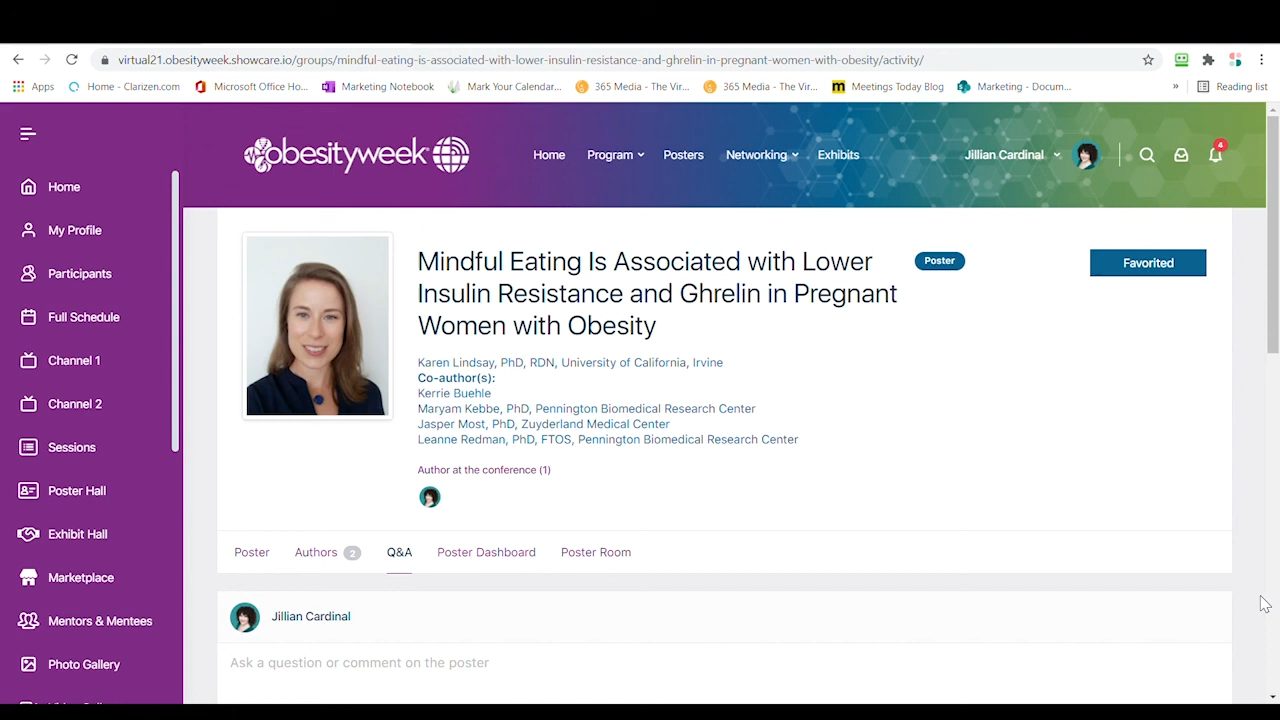 virtual21.obesityweek.showcare.io/groups/mindful-eating-is-associated-with-lower-insulin-resistance-and-ghrelin-in-pregnant-women-with-obesity/activity/
Apps Home - Clarizen.com Microsoft Office Ho... Marketing Notebook Mark Your Calendar... 365 Media - The Vir... 365 Media - The Vir... Meetings Today Blog Marketing - Docum... » Reading list
obesityweek® Home Program Posters Networking Exhibits Jillian Cardinal 4
Home
My Profile
Participants
Full Schedule
Channel 1
Channel 2
Sessions
Poster Hall
Exhibit Hall
Marketplace
Mentors & Mentees
Photo Gallery
Mindful Eating Is Associated with Lower
Insulin Resistance and Ghrelin in Pregnant
Women with Obesity
Poster
Favorited
Karen Lindsay, PhD, RDN, University of California, Irvine
Co-author(s):
Kerrie Buehle
Maryam Kebbe, PhD, Pennington Biomedical Research Center
Jasper Most, PhD, Zuyderland Medical Center
Leanne Redman, PhD, FTOS, Pennington Biomedical Research Center
Author at the conference (1)
Poster Authors 2 Q&A Poster Dashboard Poster Room
Jillian Cardinal
Ask a question or comment on the poster